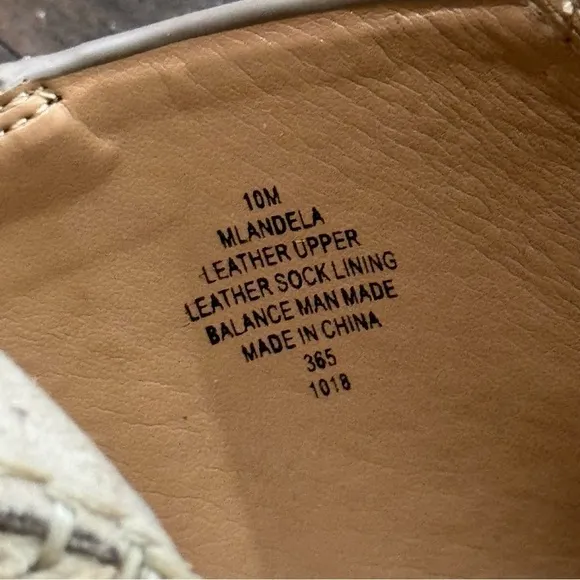 10M
MLANDELA
LEATHER UPPER
LEATHER SOCK LINING
BALANCE MAN MADE
MADE IN CHINA
365
1018